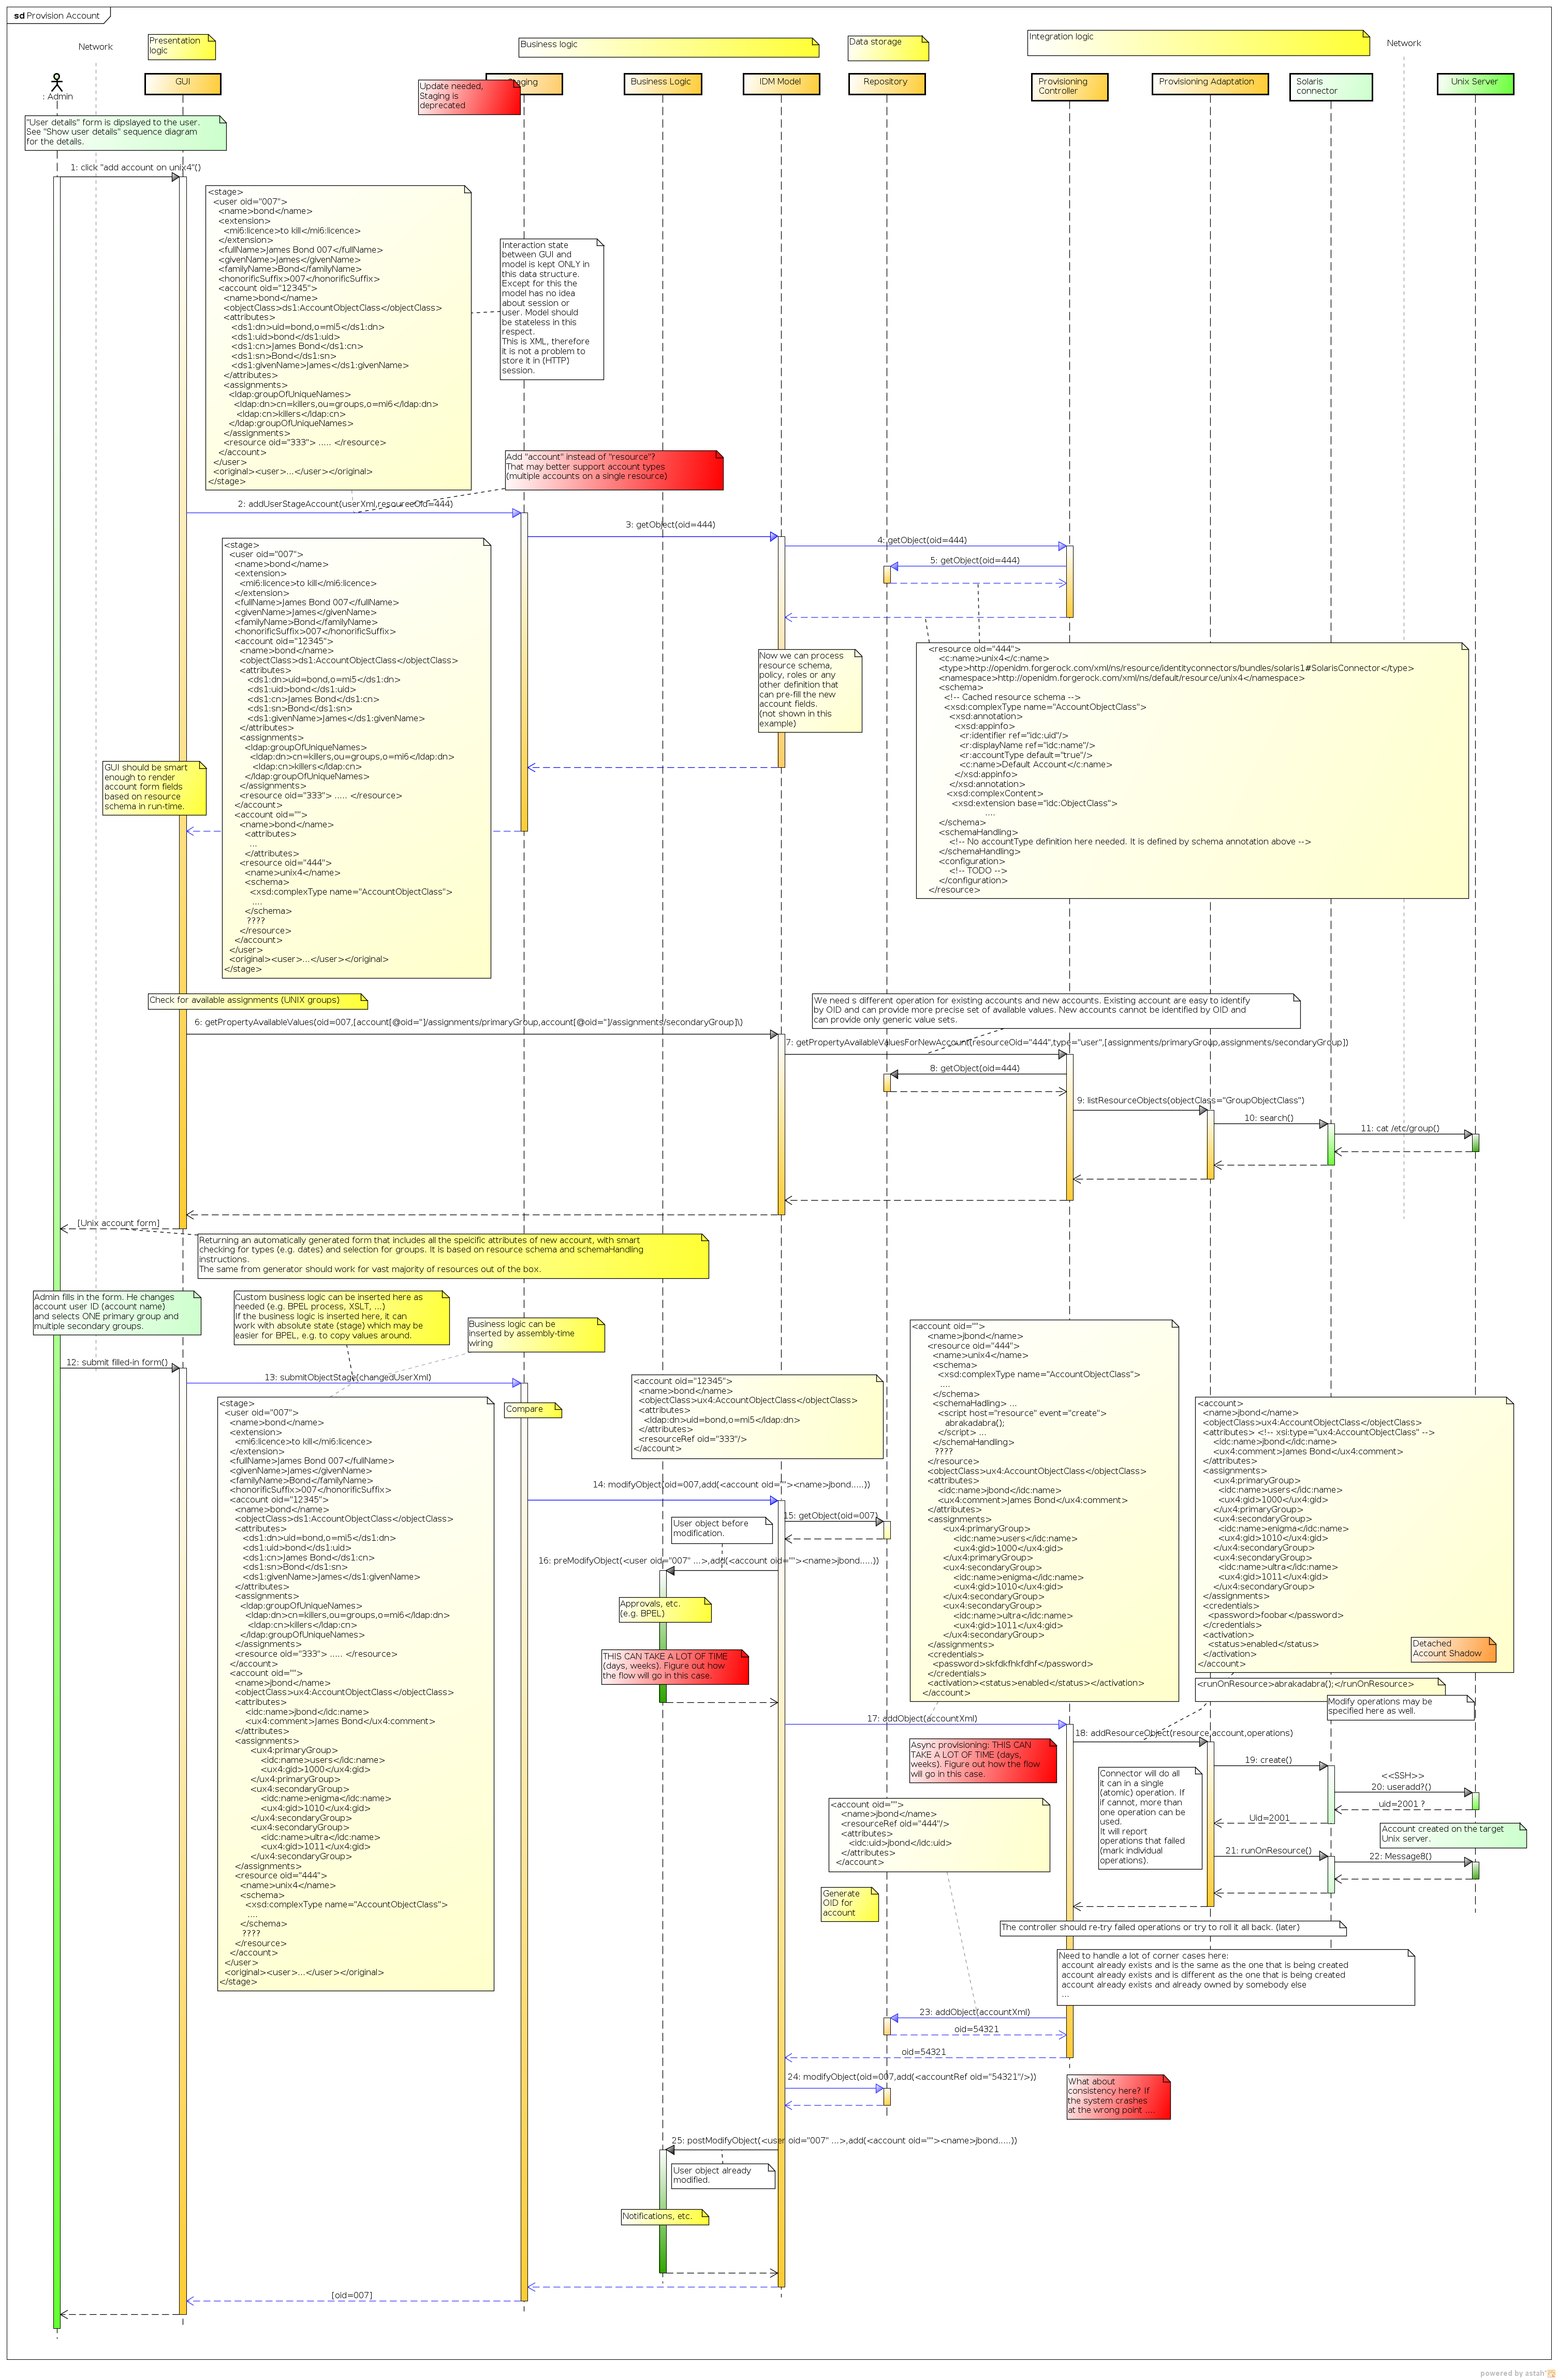 sd Provision Account
Network
Presentation
logic
Business logic
Data storage
Integration logic
Network
: Admin
GUI
Update needed,
Staging is
deprecated
Staging
Business Logic
IDM Model
Repository
Provisioning
Controller
Provisioning Adaptation
Solaris
connector
Unix Server
"User details" form is dipslayed to the user.
See "Show user details" sequence diagram
for the details.
1: click "add account on unix4"()
<stage>
<user oid="007">
<name>bond</name>
<extension>
<mi6:licence>to kill</mi6:licence>
</extension>
<fullName>James Bond 007</fullName>
<givenName>James</givenName>
<familyName>Bond</familyName>
<honorificSuffix>007</honorificSuffix>
<account oid="12345">
<name>bond</name>
<objectClass>ds1:AccountObjectClass</objectClass>
<attributes>
<ds1:dn>uid=bond,o=mi5</ds1:dn>
<ds1:uid>bond</ds1:uid>
<ds1:cn>James Bond</ds1:cn>
<ds1:sn>Bond</ds1:sn>
<ds1:givenName>James</ds1:givenName>
</attributes>
<assignments>
<ldap:groupOfUniqueNames>
<ldap:dn>cn=killers,ou=groups,o=mi6</ldap:dn>
<ldap:cn>killers</ldap:cn>
</ldap:groupOfUniqueNames>
</assignments>
<resource oid="333"> ..... </resource>
</account>
</user>
<original><user>...</user></original>
</stage>
Interaction state
between GUI and
model is kept ONLY in
this data structure.
Except for this the
model has no idea
about session or
user. Model should
be stateless in this
respect.
This is XML, therefore
it is not a problem to
store it in (HTTP)
session.
Add "account" instead of "resource"?
That may better support account types
(multiple accounts on a single resource)
2: addUserStageAccount(userXml,resourceOid=444)
3: getObject(oid=444)
4: getObject(oid=444)
5: getObject(oid=444)
<stage>
<user oid="007">
<name>bond</name>
<extension>
<mi6:licence>to kill</mi6:licence>
</extension>
<fullName>James Bond 007</fullName>
<givenName>James</givenName>
<familyName>Bond</familyName>
<honorificSuffix>007</honorificSuffix>
<account oid="12345">
<name>bond</name>
<objectClass>ds1:AccountObjectClass</objectClass>
<attributes>
<ds1:dn>uid=bond,o=mi5</ds1:dn>
<ds1:uid>bond</ds1:uid>
<ds1:cn>James Bond</ds1:cn>
<ds1:sn>Bond</ds1:sn>
<ds1:givenName>James</ds1:givenName>
</attributes>
<assignments>
<ldap:groupOfUniqueNames>
<ldap:dn>cn=killers,ou=groups,o=mi6</ldap:dn>
<ldap:cn>killers</ldap:cn>
</ldap:groupOfUniqueNames>
</assignments>
<resource oid="333"> ..... </resource>
</account>
<account oid="">
<name>bond</name>
<attributes>
...
</attributes>
<resource oid="444">
<name>unix4</name>
<schema>
<xsd:complexType name="AccountObjectClass">
....
</schema>
????
</resource>
</account>
</user>
<original><user>...</user></original>
</stage>
GUI should be smart
enough to render
account form fields
based on resource
schema in run-time.
Now we can process
resource schema,
policy, roles or any
other definition that
can pre-fill the new
account fields.
(not shown in this
example)
<resource oid="444">
<c:name>unix4</c:name>
<type>http://openidm.forgerock.com/xml/ns/resource/identityconnectors/bundles/solaris1#SolarisConnector</type>
<namespace>http://openidm.forgerock.com/xml/ns/default/resource/unix4</namespace>
<schema>
<!-- Cached resource schema -->
<xsd:complexType name="AccountObjectClass">
<xsd:annotation>
<xsd:appinfo>
<r:identifier ref="idc:uid"/>
<r:displayName ref="idc:name"/>
<r:accountType default="true"/>
<c:name>Default Account</c:name>
</xsd:appinfo>
</xsd:annotation>
<xsd:complexContent>
<xsd:extension base="idc:ObjectClass">
....
</schema>
<schemaHandling>
<!-- No accountType definition here needed. It is defined by schema annotation above -->
</schemaHandling>
<configuration>
<!-- TODO -->
</configuration>
</resource>
Check for available assignments (UNIX groups)
We need s different operation for existing accounts and new accounts. Existing account are easy to identify
by OID and can provide more precise set of available values. New accounts cannot be identified by OID and
can provide only generic value sets.
6: getPropertyAvailableValues(oid=007,[account[@oid='']/assignments/primaryGroup,account[@oid='']/assignments/secondaryGroup]\)
7: getPropertyAvailableValuesForNewAccount(resourceOid="444",type="user",[assignments/primaryGroup,assignments/secondaryGroup])
8: getObject(oid=444)
9: listResourceObjects(objectClass="GroupObjectClass")
10: search()
11: cat /etc/group()
[Unix account form]
Returning an automatically generated form that includes all the speicific attributes of new account, with smart
checking for types (e.g. dates) and selection for groups. It is based on resource schema and schemaHandling
instructions.
The same from generator should work for vast majority of resources out of the box.
Admin fills in the form. He changes
account user ID (account name)
and selects ONE primary group and
multiple secondary groups.
Custom business logic can be inserted here as
needed (e.g. BPEL process, XSLT, ...)
If the business logic is inserted here, it can
work with absolute state (stage) which may be
easier for BPEL, e.g. to copy values around.
Business logic can be
inserted by assembly-time
wiring
12: submit filled-in form()
13: submitObjectStage(changedUserXml)
<stage>
<user oid="007">
<name>bond</name>
<extension>
<mi6:licence>to kill</mi6:licence>
</extension>
<fullName>James Bond 007</fullName>
<givenName>James</givenName>
<familyName>Bond</familyName>
<honorificSuffix>007</honorificSuffix>
<account oid="12345">
<name>bond</name>
<objectClass>ds1:AccountObjectClass</objectClass>
<attributes>
<ds1:dn>uid=bond,o=mi5</ds1:dn>
<ds1:uid>bond</ds1:uid>
<ds1:cn>James Bond</ds1:cn>
<ds1:sn>Bond</ds1:sn>
<ds1:givenName>James</ds1:givenName>
</attributes>
<assignments>
<ldap:groupOfUniqueNames>
<ldap:dn>cn=killers,ou=groups,o=mi6</ldap:dn>
<ldap:cn>killers</ldap:cn>
</ldap:groupOfUniqueNames>
</assignments>
<resource oid="333"> ..... </resource>
</account>
<account oid="">
<name>jbond</name>
<objectClass>ux4:AccountObjectClass</objectClass>
<attributes>
<idc:name>jbond</idc:name>
<ux4:comment>James Bond</ux4:comment>
</attributes>
<assignments>
<ux4:primaryGroup>
<idc:name>users</idc:name>
<ux4:gid>1000</ux4:gid>
</ux4:primaryGroup>
<ux4:secondaryGroup>
<idc:name>enigma</idc:name>
<ux4:gid>1010</ux4:gid>
</ux4:secondaryGroup>
<ux4:secondaryGroup>
<idc:name>ultra</idc:name>
<ux4:gid>1011</ux4:gid>
</ux4:secondaryGroup>
</assignments>
<resource oid="444">
<name>unix4</name>
<schema>
<xsd:complexType name="AccountObjectClass">
....
</schema>
????
</resource>
</account>
</user>
<original><user>...</user></original>
</stage>
Compare
<account oid="12345">
<name>bond</name>
<objectClass>ux4:AccountObjectClass</objectClass>
<attributes>
<ldap:dn>uid=bond,o=mi5</ldap:dn>
</attributes>
<resourceRef oid="333"/>
</account>
14: modifyObject(oid=007,add(<account oid=""><name>jbond.....))
15: getObject(oid=007)
User object before
modification.
16: preModifyObject(<user oid="007" ...>,add(<account oid=""><name>jbond.....))
Approvals, etc.
(e.g. BPEL)
THIS CAN TAKE A LOT OF TIME
(days, weeks). Figure out how
the flow will go in this case.
<account oid="">
<name>jbond</name>
<resource oid="444">
<name>unix4</name>
<schema>
<xsd:complexType name="AccountObjectClass">
....
</schema>
<schemaHadling> ...
<script host="resource" event="create">
abrakadabra();
</script> ...
</schemaHandling>
????
</resource>
<objectClass>ux4:AccountObjectClass</objectClass>
<attributes>
<idc:name>jbond</idc:name>
<ux4:comment>James Bond</ux4:comment>
</attributes>
<assignments>
<ux4:primaryGroup>
<idc:name>users</idc:name>
<ux4:gid>1000</ux4:gid>
</ux4:primaryGroup>
<ux4:secondaryGroup>
<idc:name>enigma</idc:name>
<ux4:gid>1010</ux4:gid>
</ux4:secondaryGroup>
<ux4:secondaryGroup>
<idc:name>ultra</idc:name>
<ux4:gid>1011</ux4:gid>
</ux4:secondaryGroup>
</assignments>
<credentials>
<password>skfdkfhkfdhf</password>
</credentials>
<activation><status>enabled</status></activation>
</account>
<account>
<name>jbond</name>
<objectClass>ux4:AccountObjectClass</objectClass>
<attributes> <!-- xsi:type="ux4:AccountObjectClass" -->
<idc:name>jbond</idc:name>
<ux4:comment>James Bond</ux4:comment>
</attributes>
<assignments>
<ux4:primaryGroup>
<idc:name>users</idc:name>
<ux4:gid>1000</ux4:gid>
</ux4:primaryGroup>
<ux4:secondaryGroup>
<idc:name>enigma</idc:name>
<ux4:gid>1010</ux4:gid>
</ux4:secondaryGroup>
<ux4:secondaryGroup>
<idc:name>ultra</idc:name>
<ux4:gid>1011</ux4:gid>
</ux4:secondaryGroup>
</assignments>
<credentials>
<password>foobar</password>
</credentials>
<activation>
<status>enabled</status>
</activation>
</account>
Detached
Account Shadow
<runOnResource>abrakadabra();</runOnResource>
Modify operations may be
specified here as well.
17: addObject(accountXml)
18: addResourceObject(resource,account,operations)
Async provisioning: THIS CAN
TAKE A LOT OF TIME (days,
weeks). Figure out how the flow
will go in this case.
19: create()
Connector will do all
it can in a single
(atomic) operation. If
if cannot, more than
one operation can be
used.
It will report
operations that failed
(mark individual
operations).
<<SSH>>
20: useradd?()
uid=2001 ?
Uid=2001
Account created on the target
Unix server.
21: runOnResource()
22: Message8()
<account oid="">
<name>jbond</name>
<resourceRef oid="444"/>
<attributes>
<idc:uid>jbond</idc:uid>
</attributes>
</account>
Generate
OID for
account
The controller should re-try failed operations or try to roll it all back. (later)
Need to handle a lot of corner cases here:
account already exists and is the same as the one that is being created
account already exists and is different as the one that is being created
account already exists and already owned by somebody else
...
23: addObject(accountXml)
oid=54321
oid=54321
24: modifyObject(oid=007,add(<accountRef oid="54321"/>))
What about
consistency here? If
the system crashes
at the wrong point ....
25: postModifyObject(<user oid="007" ...>,add(<account oid=""><name>jbond.....))
User object already
modified.
Notifications, etc.
[oid=007]
powered by astah*